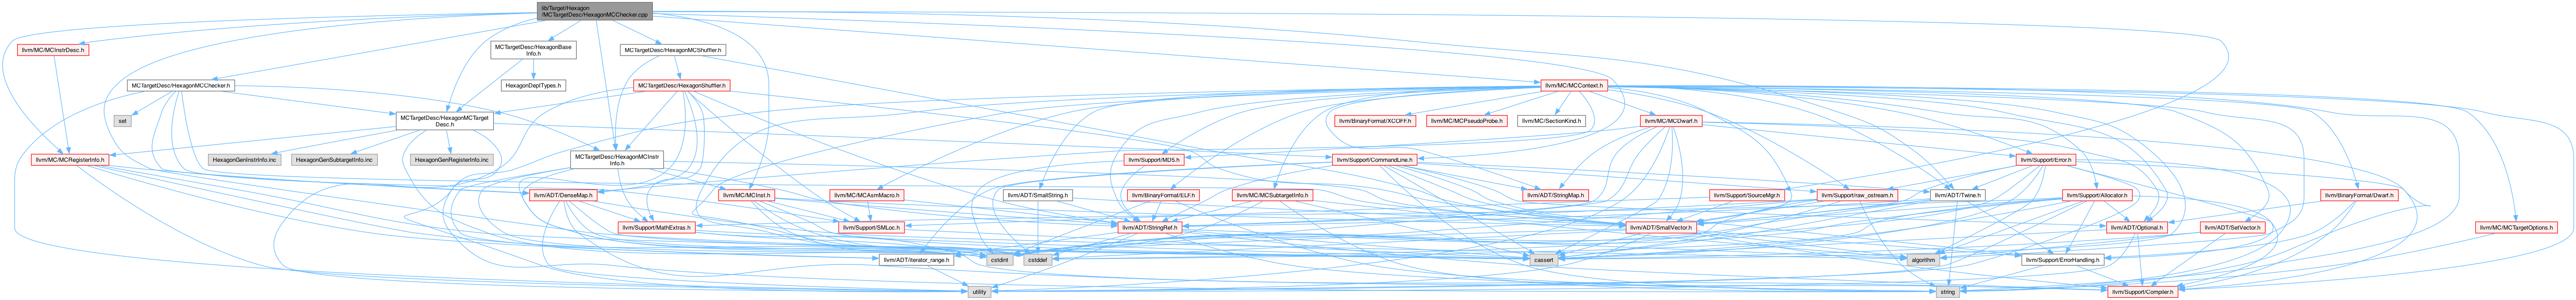 lib/Target/Hexagon
/MCTargetDesc/HexagonMCChecker.cpp
llvm/MC/MCInstrDesc.h
MCTargetDesc/HexagonBase
Info.h
MCTargetDesc/HexagonMCShuffler.h
MCTargetDesc/HexagonMCChecker.h
HexagonDepITypes.h
MCTargetDesc/HexagonShuffler.h
llvm/MC/MCContext.h
set
MCTargetDesc/HexagonMCTarget
Desc.h
llvm/BinaryFormat/XCOFF.h
llvm/MC/MCPseudoProbe.h
llvm/MC/SectionKind.h
llvm/MC/MCDwarf.h
llvm/MC/MCRegisterInfo.h
HexagonGenInstrInfo.inc
HexagonGenSubtargetInfo.inc
HexagonGenRegisterInfo.inc
MCTargetDesc/HexagonMCInstr
Info.h
llvm/Support/MD5.h
llvm/Support/CommandLine.h
llvm/Support/Error.h
llvm/ADT/DenseMap.h
llvm/MC/MCInst.h
llvm/MC/MCAsmMacro.h
llvm/ADT/SmallString.h
llvm/BinaryFormat/ELF.h
llvm/MC/MCSubtargetInfo.h
llvm/ADT/StringMap.h
llvm/Support/SourceMgr.h
llvm/Support/raw_ostream.h
llvm/ADT/Twine.h
llvm/Support/Allocator.h
llvm/BinaryFormat/Dwarf.h
llvm/Support/MathExtras.h
llvm/Support/SMLoc.h
llvm/ADT/StringRef.h
llvm/ADT/SmallVector.h
llvm/ADT/Optional.h
llvm/ADT/SetVector.h
llvm/MC/MCTargetOptions.h
llvm/ADT/iterator_range.h
cstdint
cstddef
cassert
algorithm
llvm/Support/ErrorHandling.h
utility
string
llvm/Support/Compiler.h